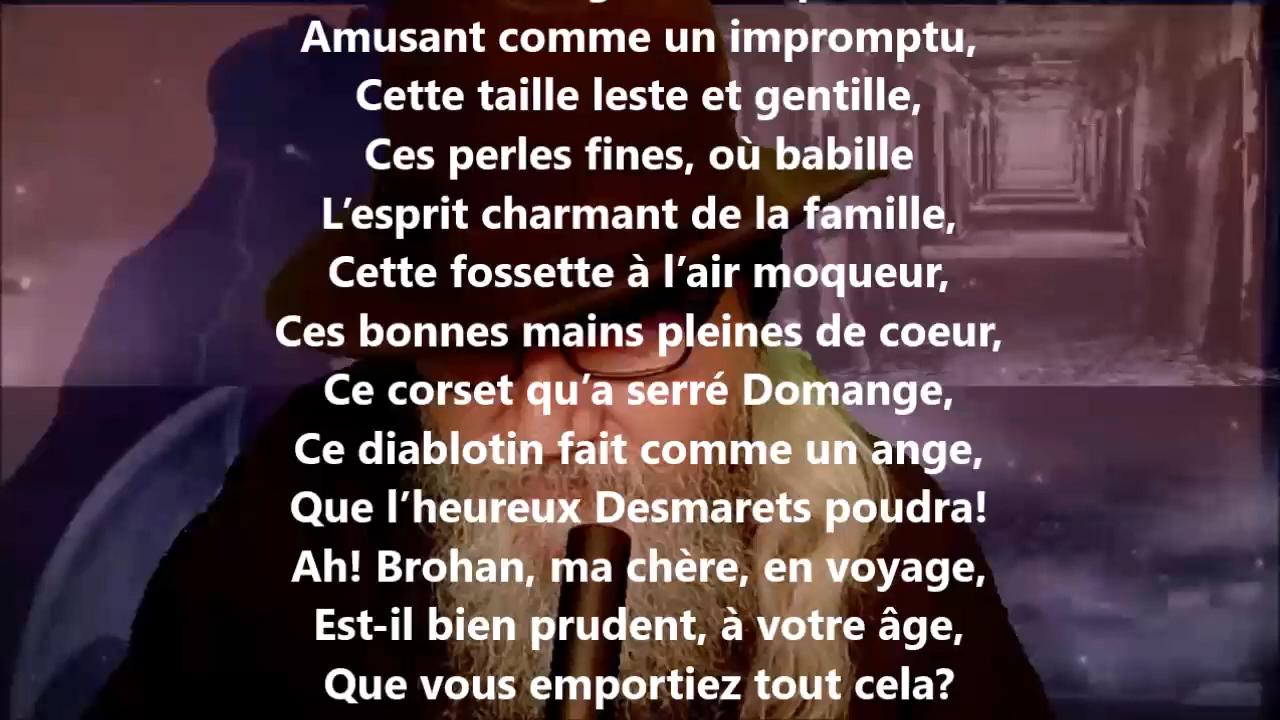 Amusant comme un impromptu,
Cette taille leste et gentille,
Ces perles fines, où babille
L’esprit charmant de la famille,
Cette fossette à l’air moqueur,
Ces bonnes mains pleines de coeur,
Ce corset qu’a serré Domange,
Ce diablotin fait comme un ange,
Que l’heureux Desmarets poudra!
Ah! Brohan, ma chère, en voyage,
Est-il bien prudent, à votre âge,
Que vous emportiez tout cela?